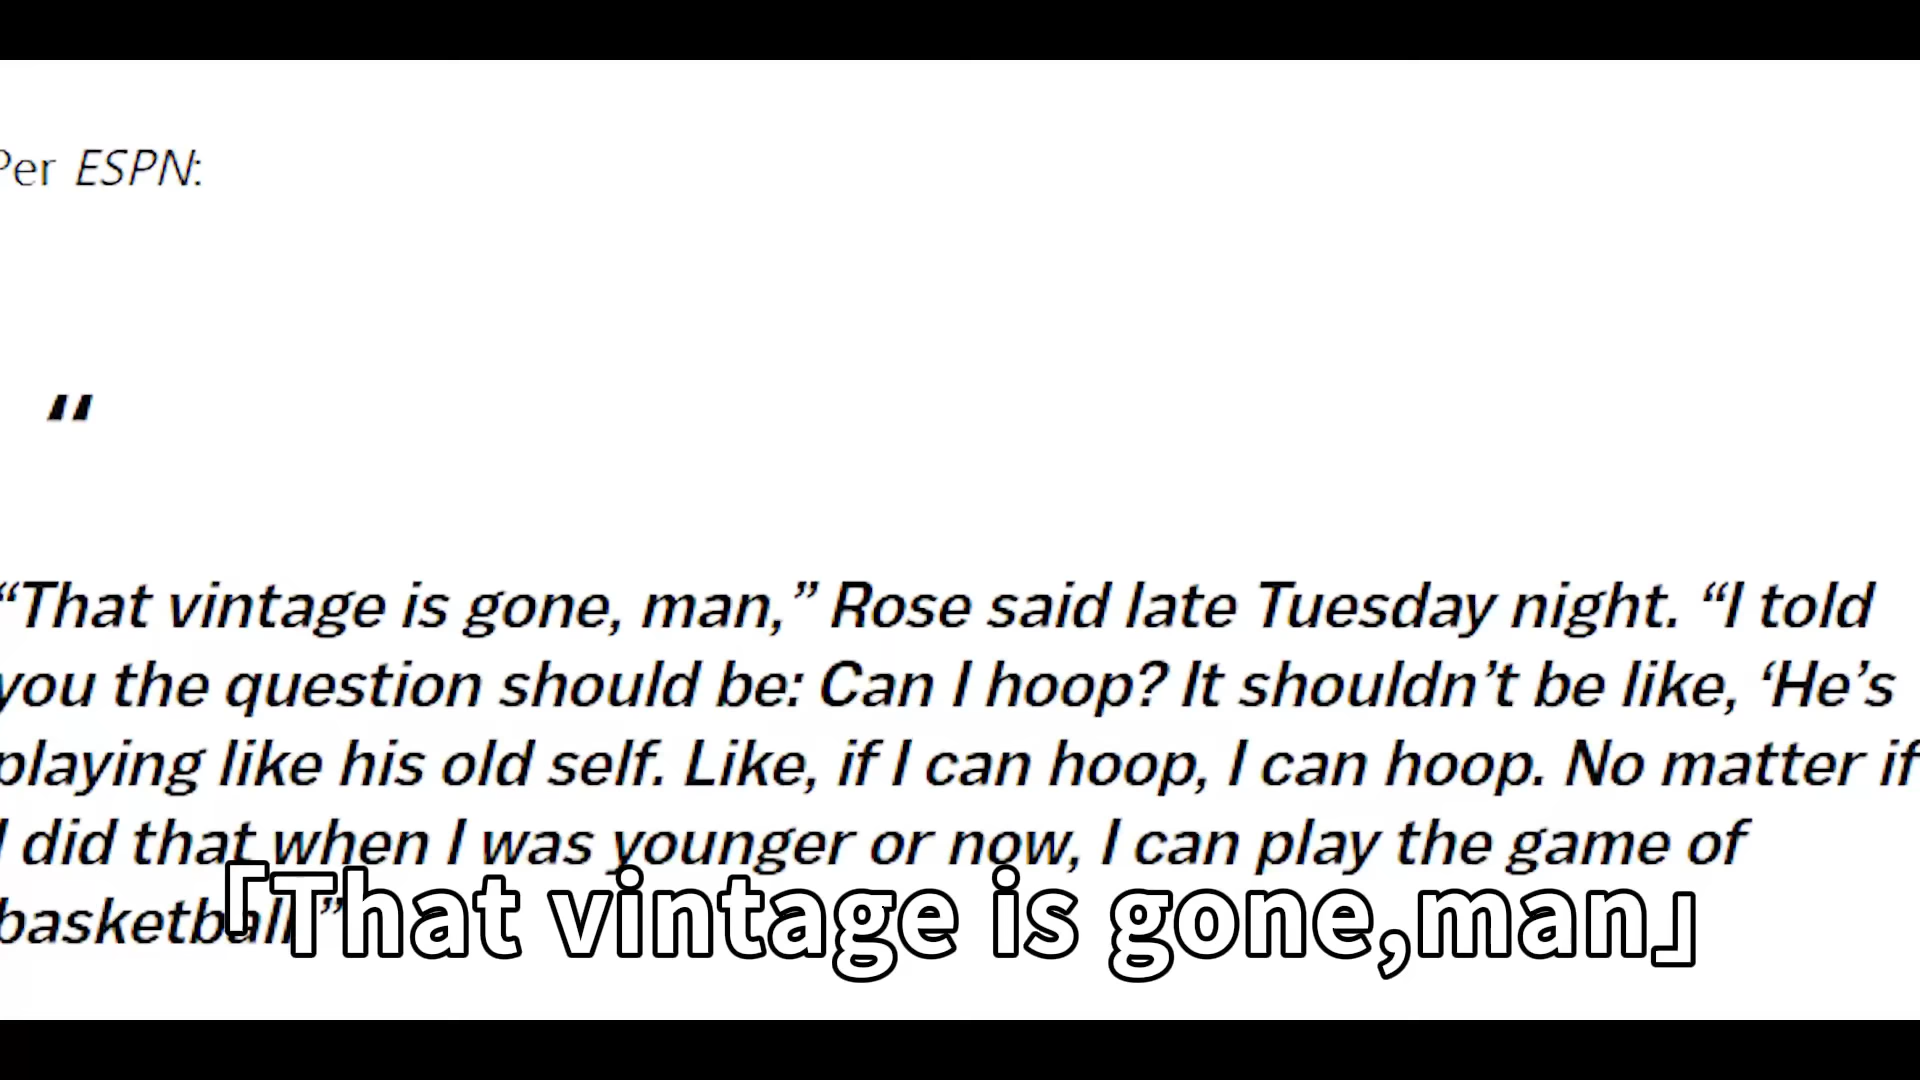 Per ESPN:
“
“That vintage is gone, man,” Rose said late Tuesday night. “I told
you the question should be: Can I hoop? It shouldn’t be like, ‘He’s
playing like his old self. Like, if I can hoop, I can hoop. No matter if
I did that when I was younger or now, I can play the game of
basketball.”
「That vintage is gone,man」